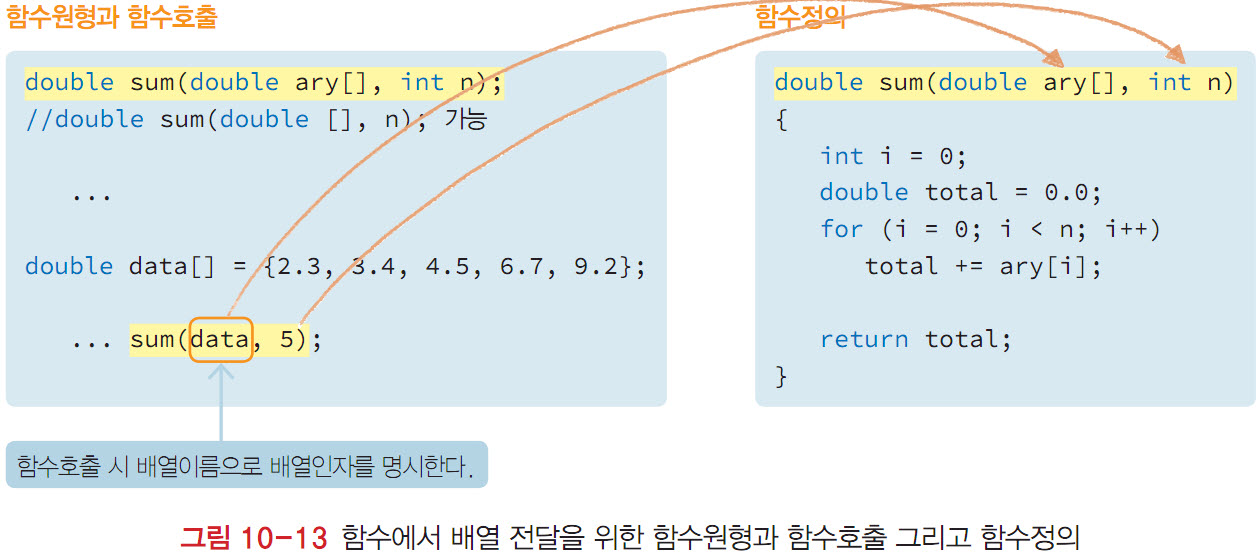 함수원형과 함수호출
double sum(double ary[], int n);
//double sum(double [], n); 가능
...
double data[] = {2.3, 3.4, 4.5, 6.7, 9.2};
... sum(data, 5);
함수호출 시 배열이름으로 배열인자를 명시한다.
함수정의
double sum(double ary[], int n)
{
int i = 0;
double total = 0.0;
for (i = 0; i < n; i++)
total += ary[i];
return total;
}
그림 10-13 함수에서 배열 전달을 위한 함수원형과 함수호출 그리고 함수정의